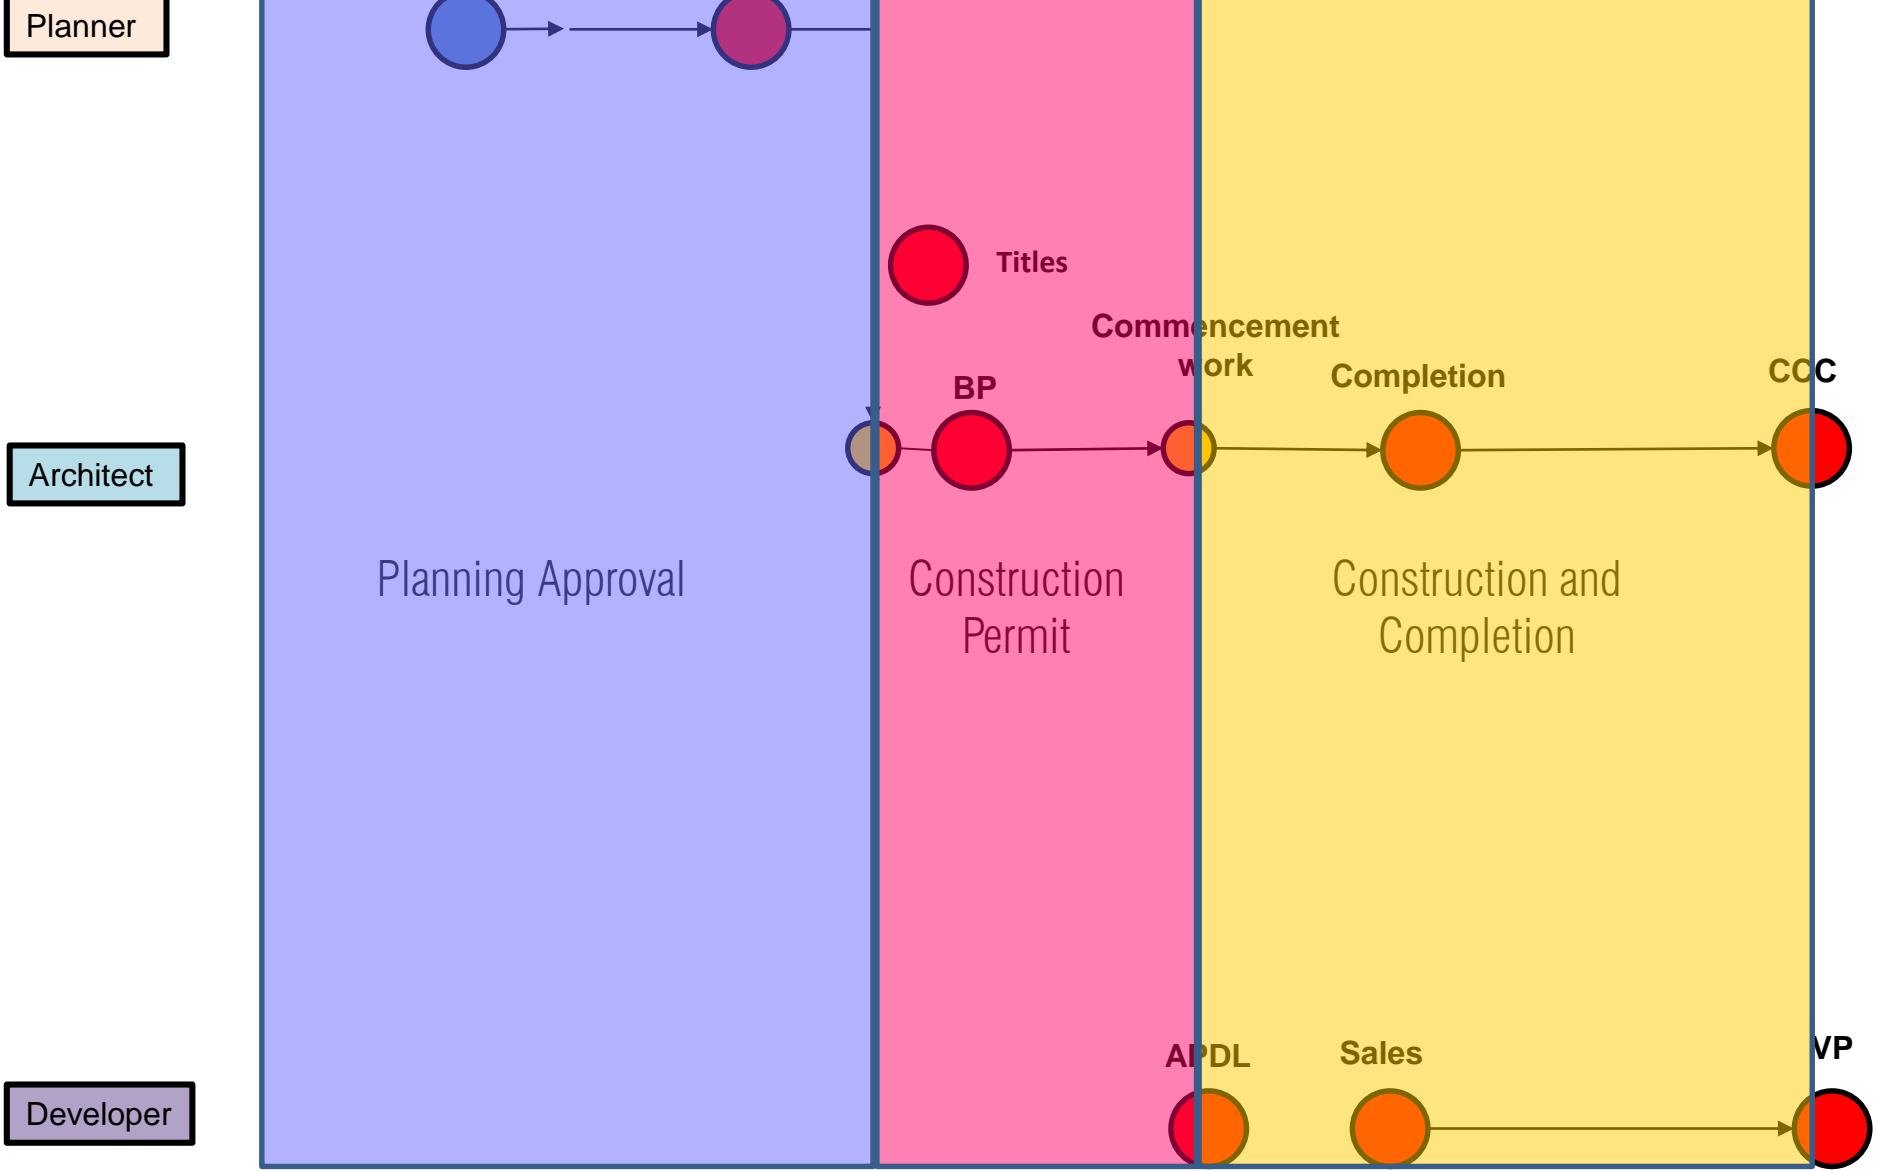 Planner
Titles
Commencement
work
Completion
CCC
BP
Architect
Planning Approval
Construction
Permit
Construction and
Completion
APDL
Sales
VP
Developer